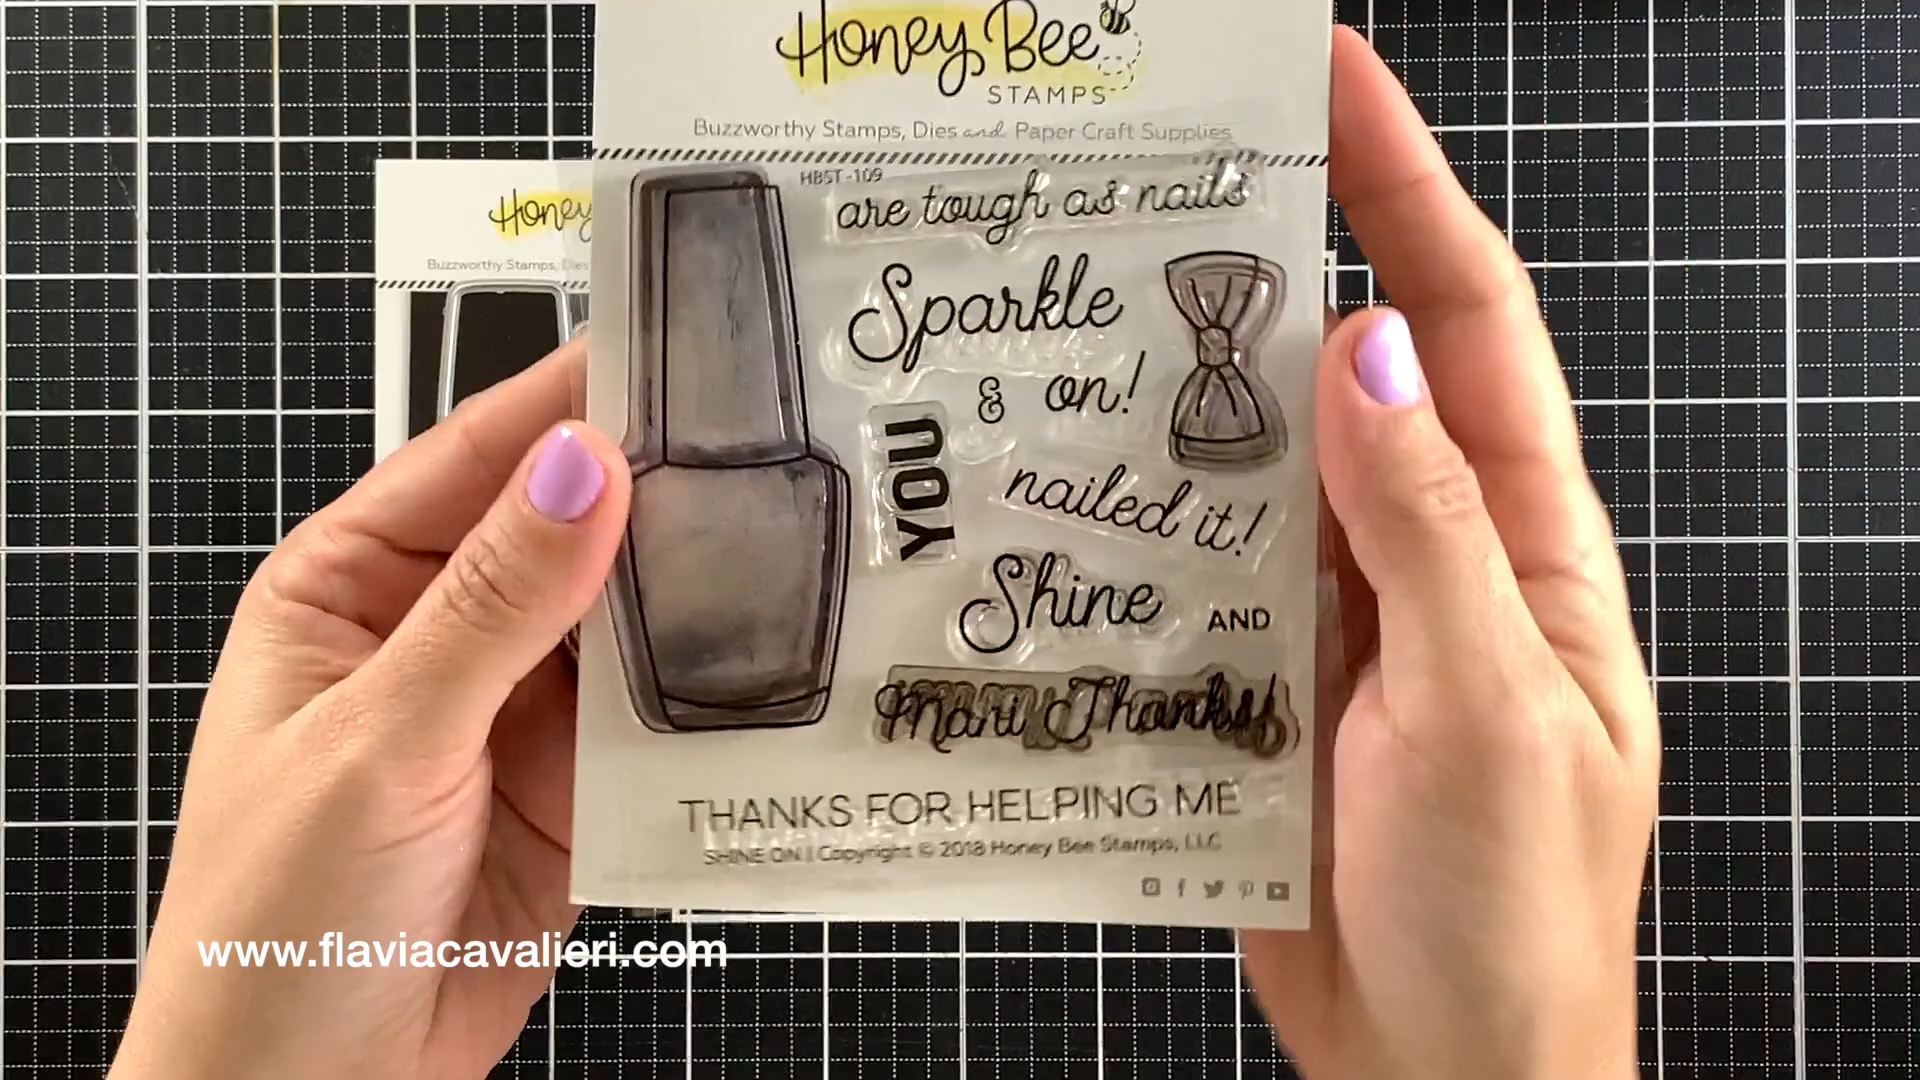 Honey Bee
STAMPS
Buzzworthy Stamps, Dies and Paper Craft Supplies
HBST-109
are tough as nails
Sparkle
& on!
YOU
nailed it!
Shine AND
Mani Thanks!
THANKS FOR HELPING ME
SHINE ON | Copyright © 2018 Honey Bee Stamps, LLC
Honey
Buzzworthy Stamps, Dies
www.flaviacavalieri.com